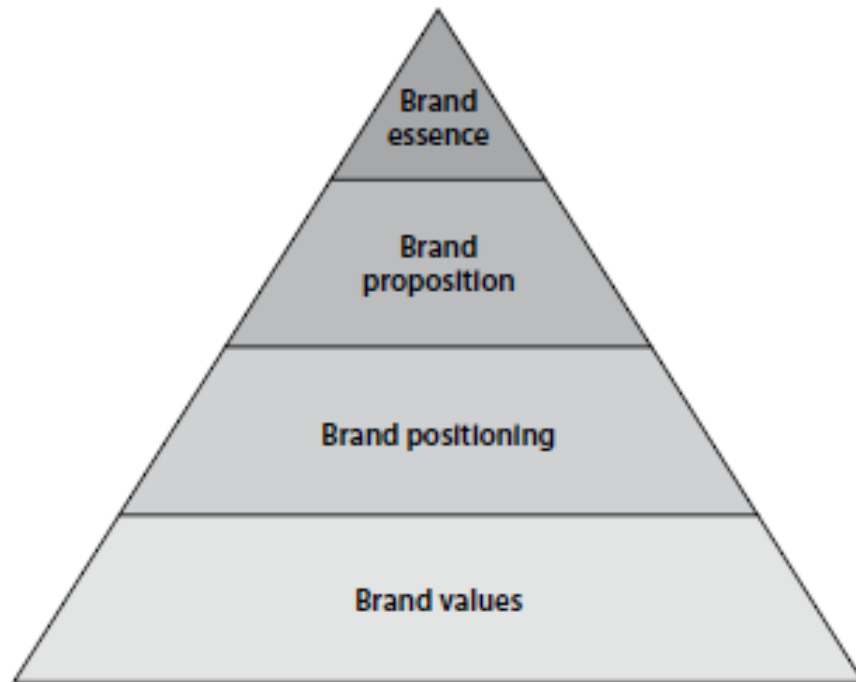 Brand
essence
Brand
proposition
Brand positioning
Brand values